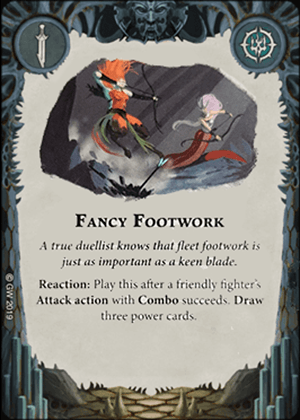 FANCY FOOTWORK
A true duellist knows that fleet footwork is
just as important as a keen blade.
Reaction: Play this after a friendly fighter's
Attack action with Combo succeeds. Draw
three power cards.
© GW 2019